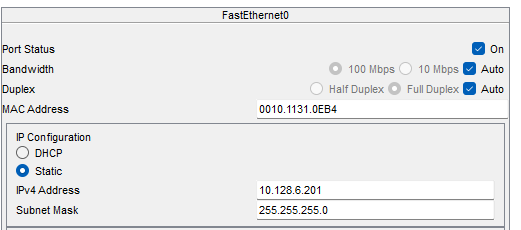 FastEthernet0
Port Status On
Bandwidth 100 Mbps 10 Mbps Auto
Duplex Half Duplex Full Duplex Auto
MAC Address 0010.1131.0EB4
IP Configuration
DHCP
Static
IPv4 Address 10.128.6.201
Subnet Mask 255.255.255.0